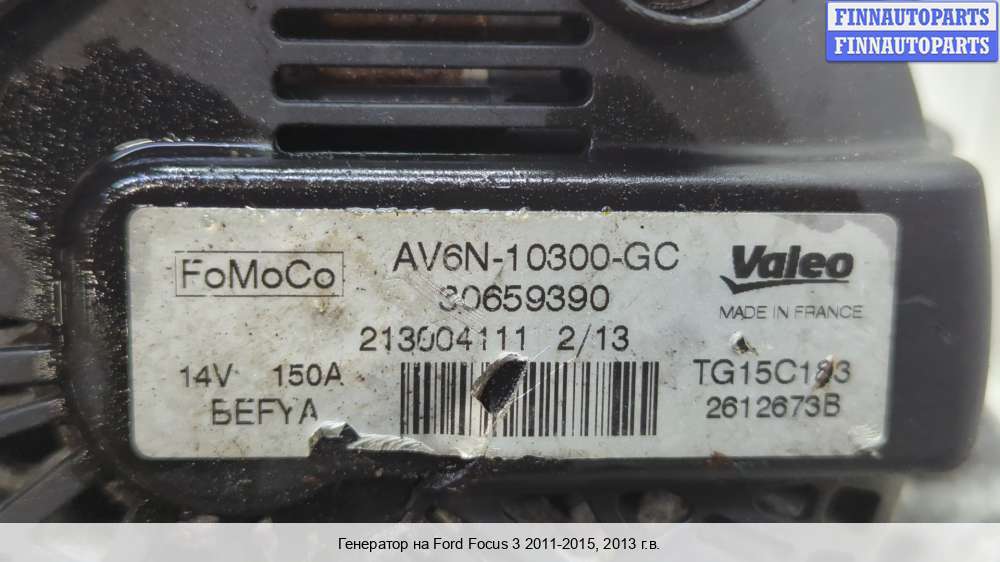 FINNAUTOPARTS
FINNAUTOPARTS
FoMoCo
AV6N-10300-GC
30659390
Valeo
MADE IN FRANCE
213004111 2/13
14V 150A
TG15C193
BEFYA
2612673B
Генератор на Ford Focus 3 2011-2015, 2013 г.в.